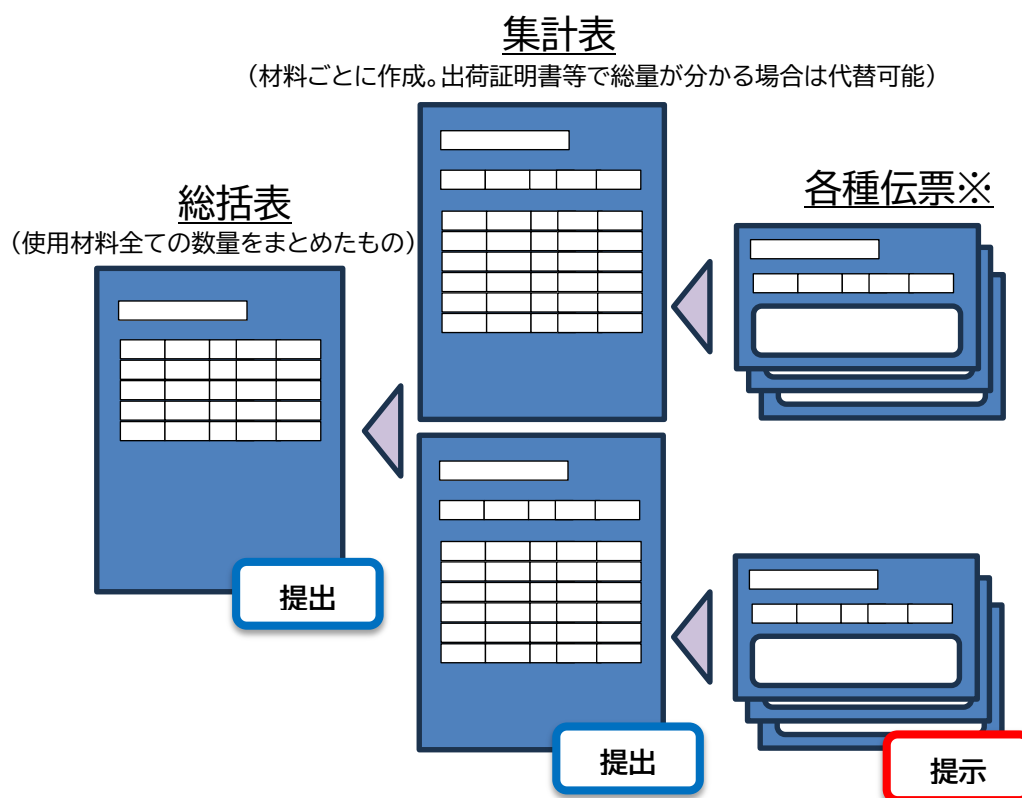 集計表
（材料ごとに作成。出荷証明書等で総量が分かる場合は代替可能）
総括表
（使用材料全ての数量をまとめたもの）
各種伝票※
提出
提出
提示